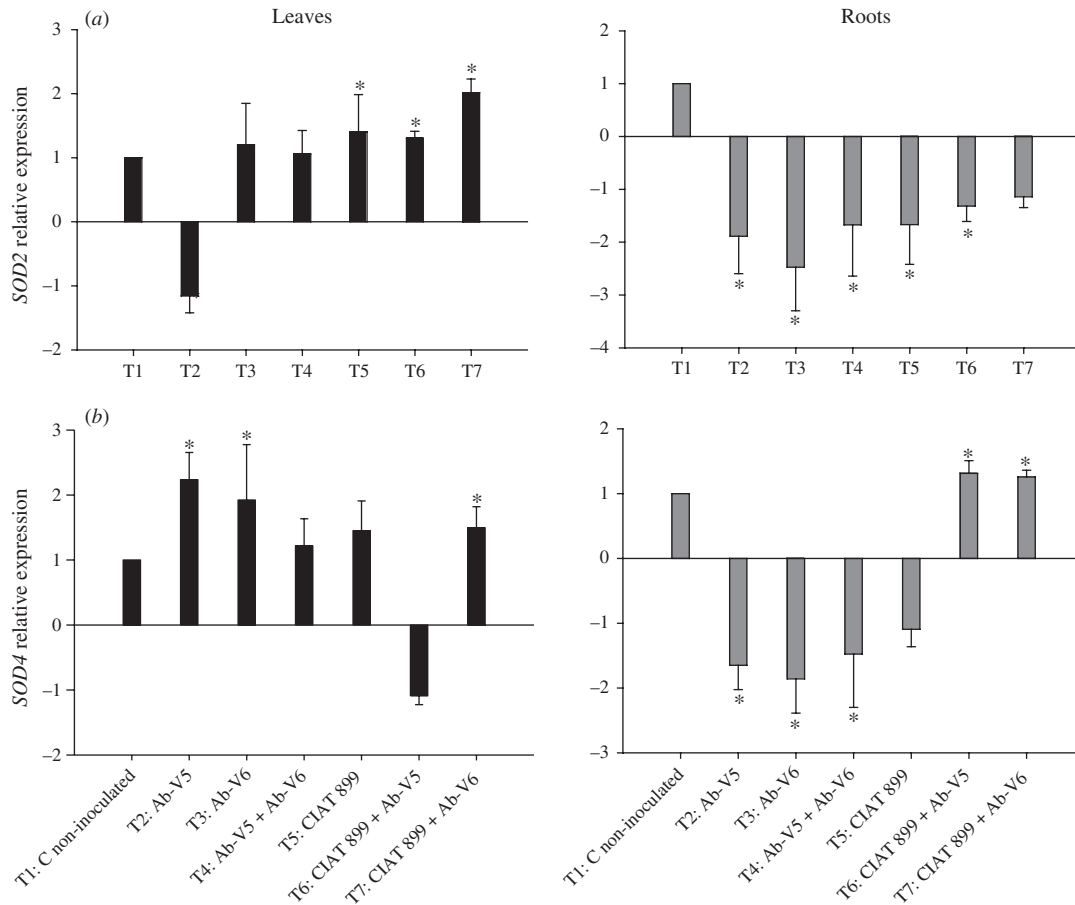 (a)
Leaves
Roots
SOD2 relative expression
3
2
1
0
–1
–2
*
*
*
T1
T2
T3
T4
T5
T6
T7
2
1
0
–1
–2
–3
–4
*
*
*
*
*
T1
T2
T3
T4
T5
T6
T7
(b)
SOD4 relative expression
3
2
1
0
–1
–2
*
*
*
T1: C non-inoculated
T2: Ab-V5
T3: Ab-V6
T4: Ab-V5 + Ab-V6
T5: CIAT 899
T6: CIAT 899 + Ab-V5
T7: CIAT 899 + Ab-V6
2
1
0
–1
–2
–3
*
*
*
*
*
T1: C non-inoculated
T2: Ab-V5
T3: Ab-V6
T4: Ab-V5 + Ab-V6
T5: CIAT 899
T6: CIAT 899 + Ab-V5
T7: CIAT 899 + Ab-V6